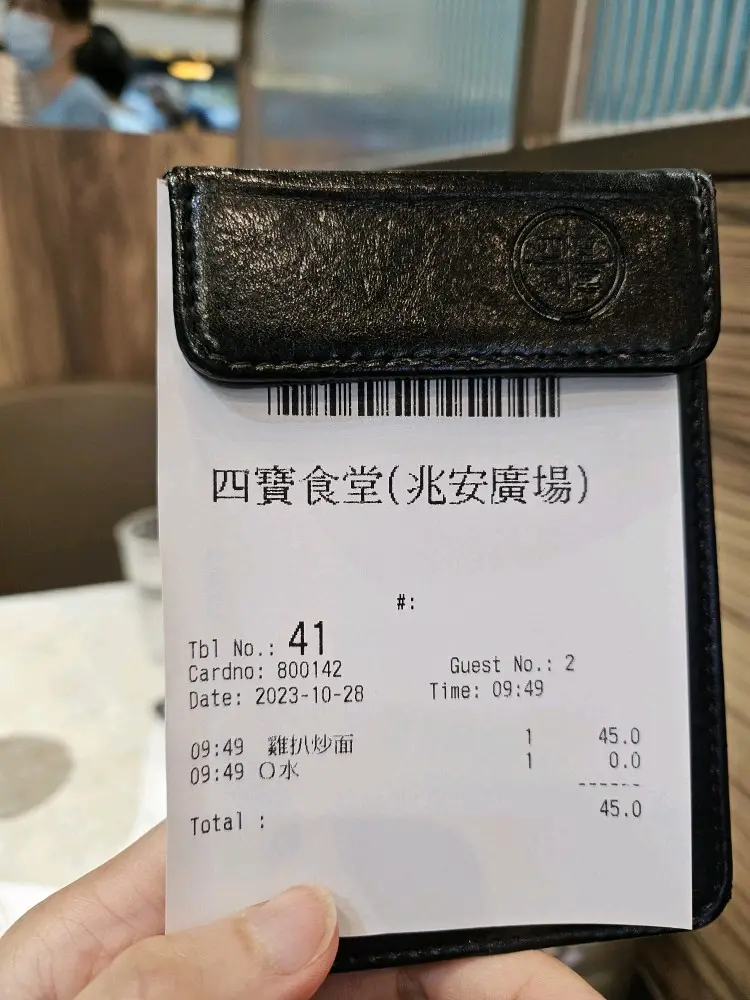 四寶食堂(兆安廣場)
#:
Tbl No.: 41
Cardno: 800142 Guest No.: 2
Date: 2023-10-28 Time: 09:49
09:49 雞扒炒面 1 45.0
09:49 〇水 1 0.0
------
Total : 45.0